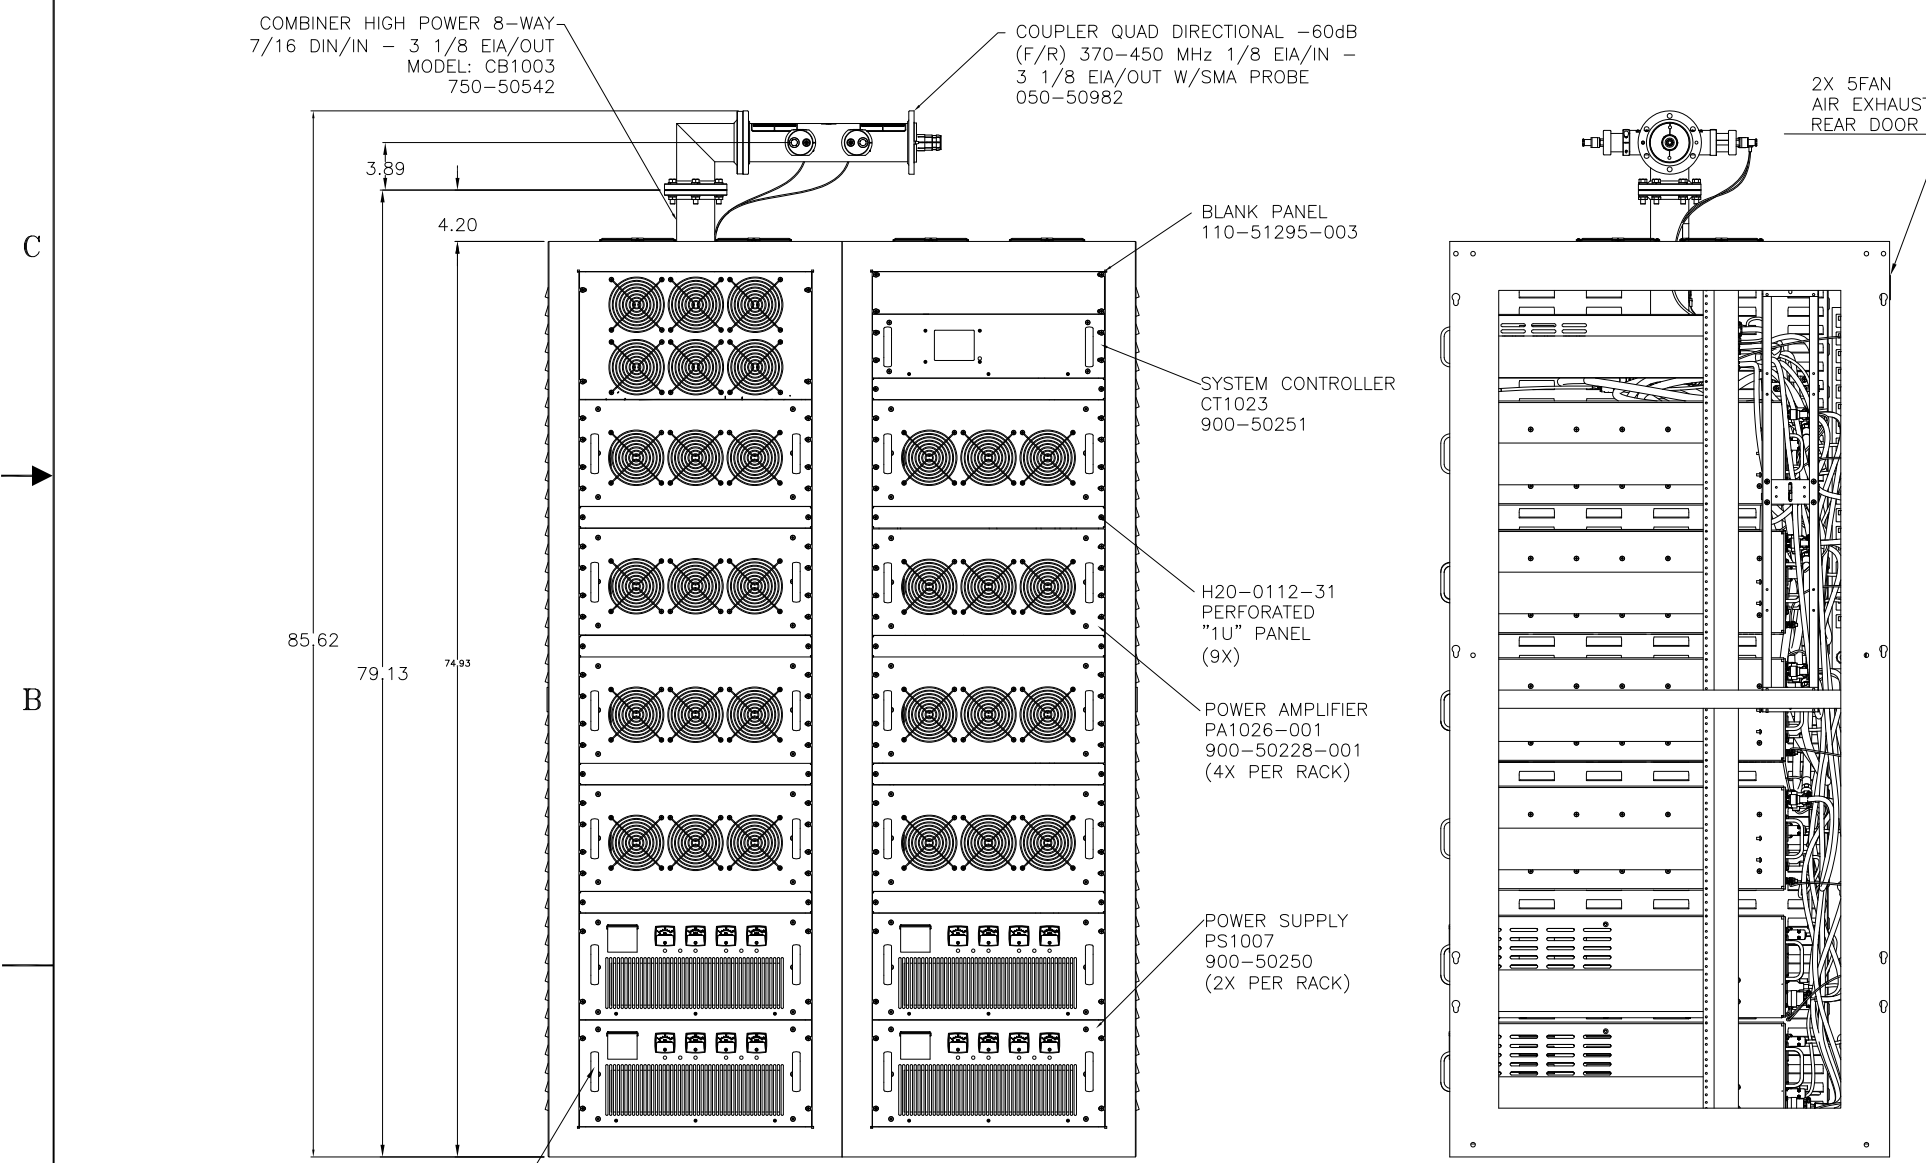 COMBINER HIGH POWER 8-WAY
7/16 DIN/IN - 3 1/8 EIA/OUT
MODEL: CB1003
750-50542
COUPLER QUAD DIRECTIONAL -60dB
(F/R) 370-450 MHz 1/8 EIA/IN -
3 1/8 EIA/OUT W/SMA PROBE
050-50982
2X 5FAN
AIR EXHAUST
REAR DOOR
3.89
4.20
C
BLANK PANEL
110-51295-003
SYSTEM CONTROLLER
CT1023
900-50251
H20-0112-31
PERFORATED
"1U" PANEL
(9X)
85.62
79.13
74.93
B
POWER AMPLIFIER
PA1026-001
900-50228-001
(4X PER RACK)
POWER SUPPLY
PS1007
900-50250
(2X PER RACK)